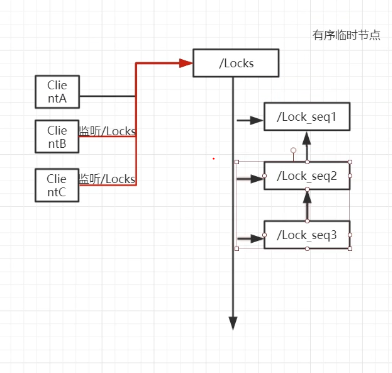 有序临时节点
/Locks
Clie
ntA
Clie
ntB
监听/Locks
Clie
ntC
监听/Locks
/Lock_seq1
/Lock_seq2
/Lock_seq3